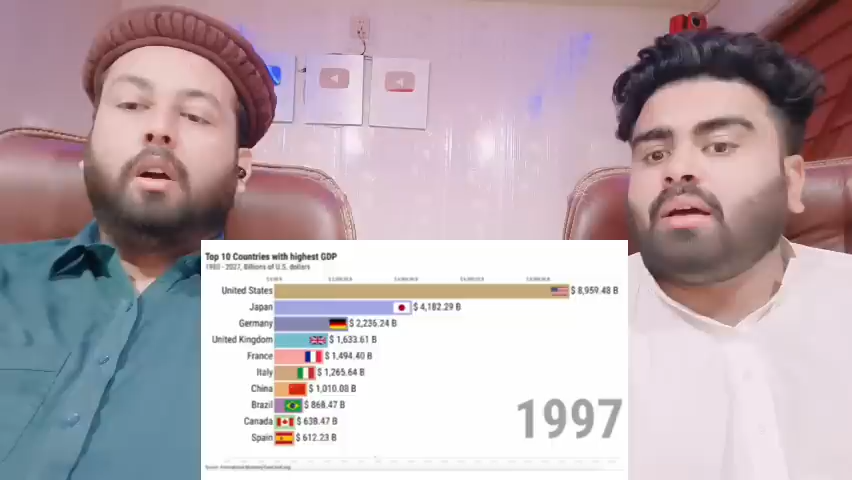 Top 10 Countries with highest GDP
1980 - 2027, Billions of U.S. dollars
United States $ 8,959.48 B
Japan $ 4,182.29 B
Germany $ 2,236.24 B
United Kingdom $ 1,633.61 B
France $ 1,494.40 B
Italy $ 1,265.64 B
China $ 1,010.08 B
Brazil $ 868.47 B
Canada $ 638.47 B
Spain $ 612.23 B
1997